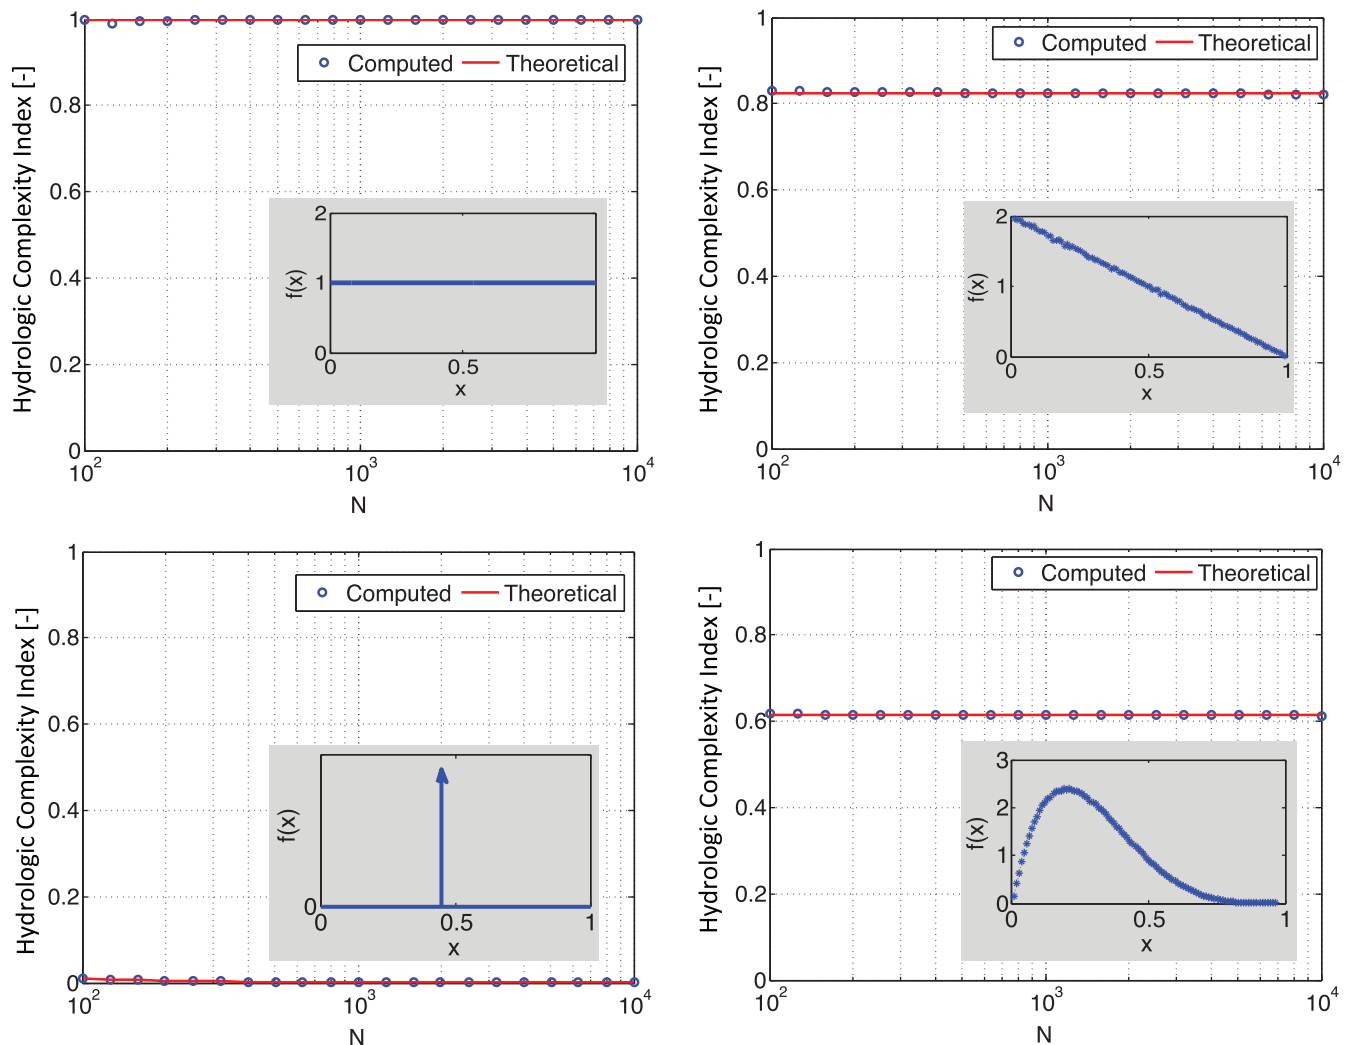 1
0.8
0.6
0.4
0.2
0
Hydrologic Complexity Index [-]
Computed
Theoretical
2
1
0
f(x)
0
0.5
x
10²
10³
10⁴
N
1
0.8
0.6
0.4
0.2
0
Hydrologic Complexity Index [-]
Computed
Theoretical
2
1
0
f(x)
0
0.5
1
x
10²
10³
10⁴
N
1
0.8
0.6
0.4
0.2
0
Hydrologic Complexity Index [-]
Computed
Theoretical
0
f(x)
0
0.5
1
x
10²
10³
10⁴
N
1
0.8
0.6
0.4
0.2
0
Hydrologic Complexity Index [-]
Computed
Theoretical
3
2
1
0
f(x)
0
0.5
1
x
10²
10³
10⁴
N